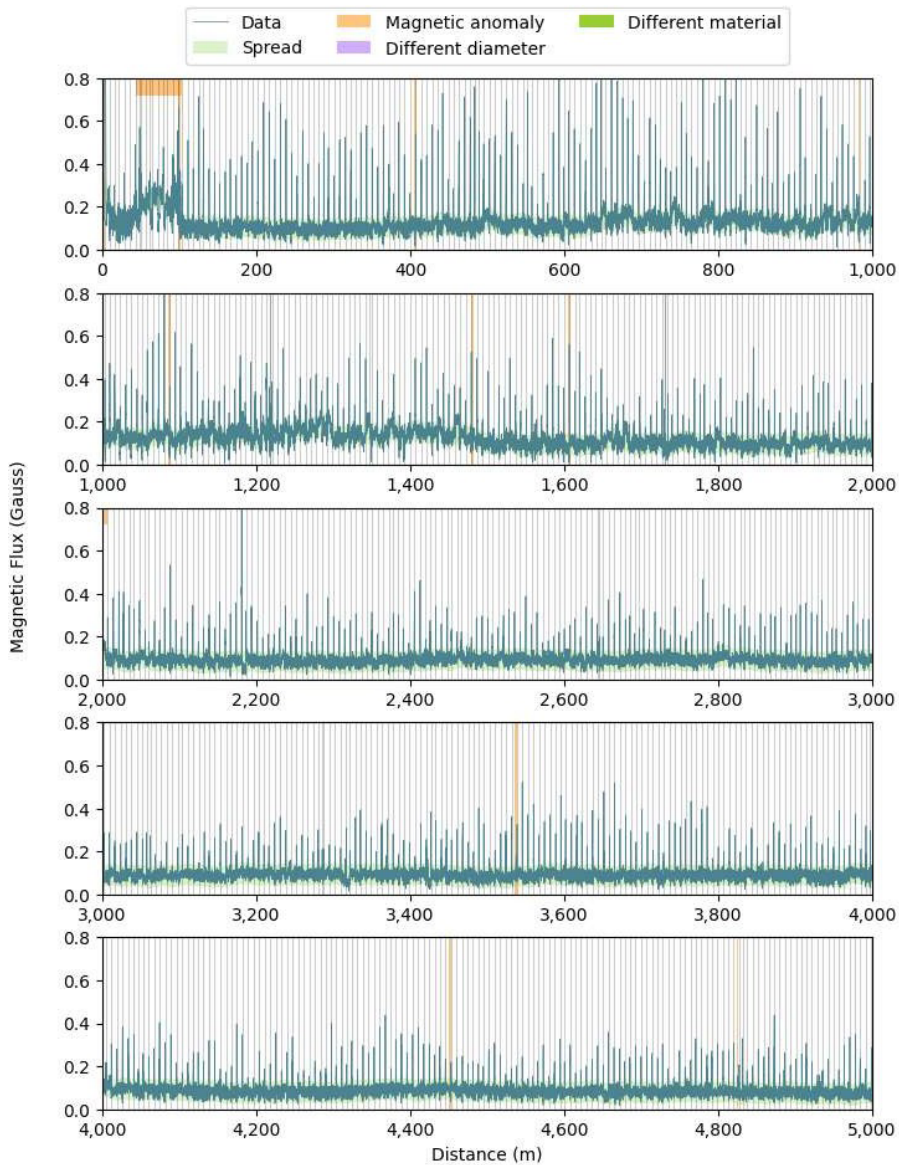 Data
Spread
Magnetic anomaly
Different diameter
Different material
Magnetic Flux (Gauss)
0.8
0.6
0.4
0.2
0.0
0 200 400 600 800 1,000
0.8
0.6
0.4
0.2
0.0
1,000 1,200 1,400 1,600 1,800 2,000
0.8
0.6
0.4
0.2
0.0
2,000 2,200 2,400 2,600 2,800 3,000
0.8
0.6
0.4
0.2
0.0
3,000 3,200 3,400 3,600 3,800 4,000
0.8
0.6
0.4
0.2
0.0
4,000 4,200 4,400 4,600 4,800 5,000
Distance (m)